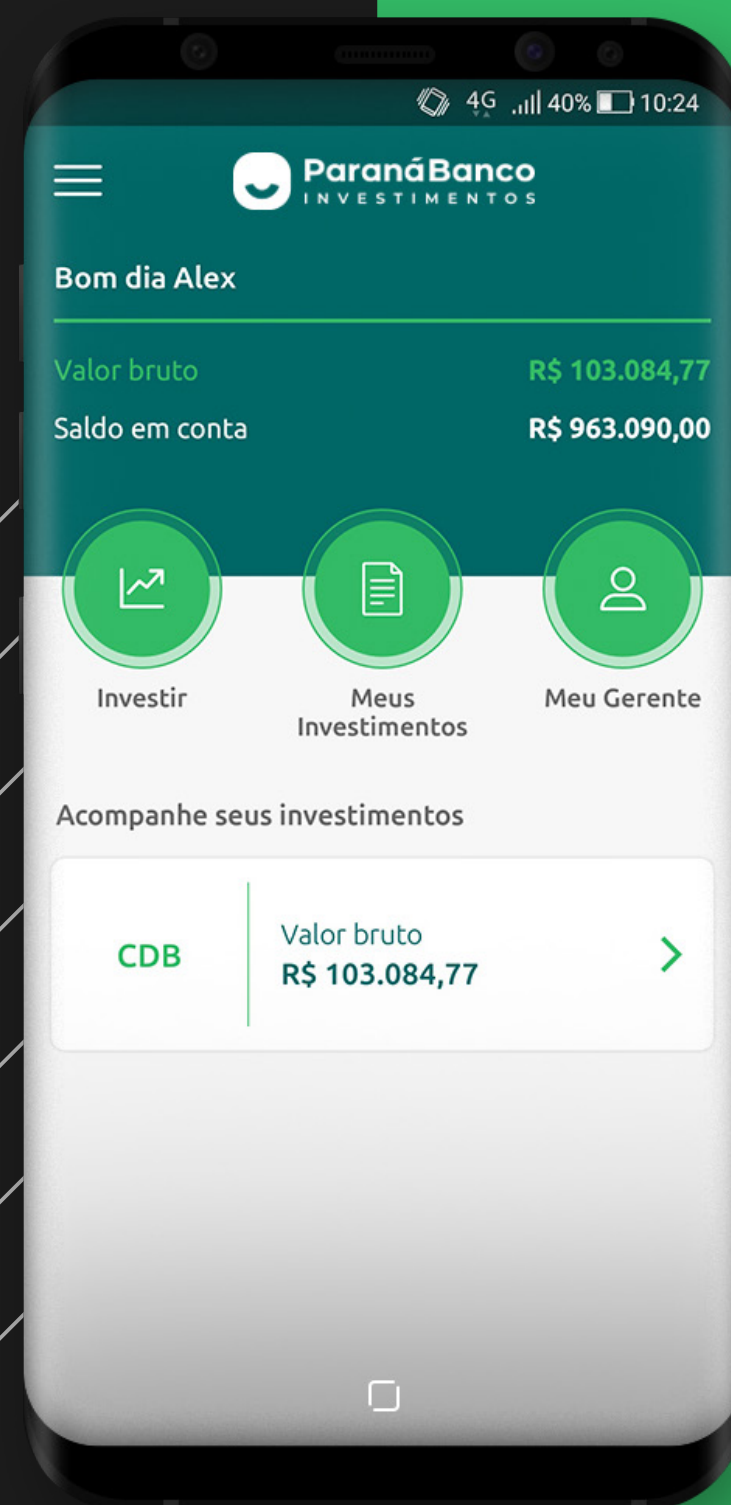 4G 40% 10:24
ParanáBanco
INVESTIMENTOS
Bom dia Alex
Valor bruto R$ 103.084,77
Saldo em conta R$ 963.090,00
Investir
Meus
Investimentos
Meu Gerente
Acompanhe seus investimentos
CDB
Valor bruto
R$ 103.084,77